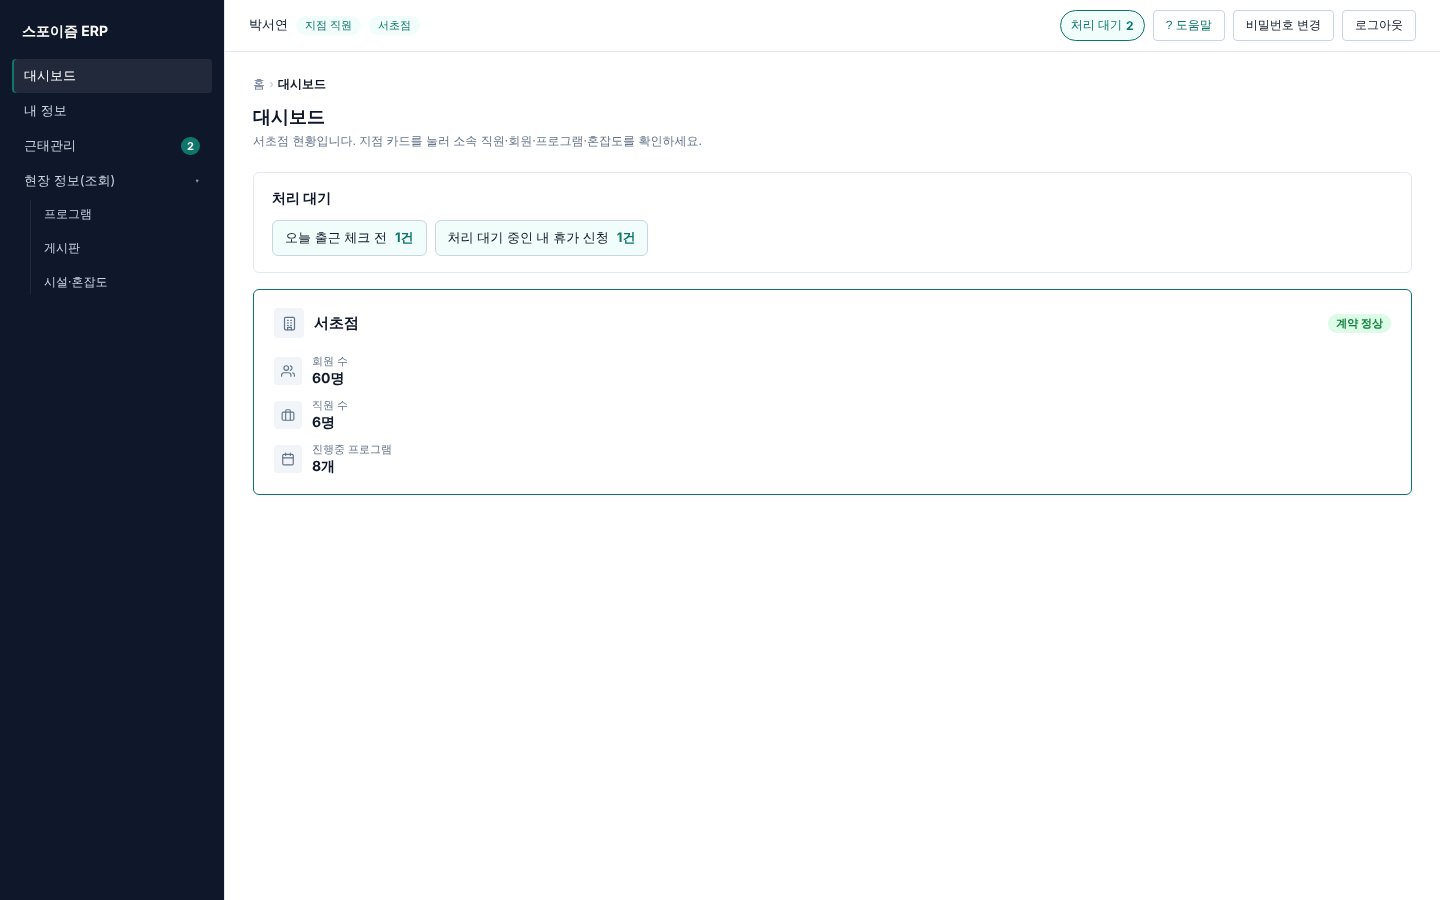 스포이즘 ERP
박서연 지점 직원 서초점 처리 대기 2 ? 도움말 비밀번호 변경 로그아웃
대시보드
내 정보
근태관리 2
현장 정보(조회)
프로그램
게시판
시설·혼잡도
홈 › 대시보드
대시보드
서초점 현황입니다. 지점 카드를 눌러 소속 직원·회원·프로그램·혼잡도를 확인하세요.
처리 대기
오늘 출근 체크 전 1건 처리 대기 중인 내 휴가 신청 1건
서초점 계약 정상
회원 수
60명
직원 수
6명
진행중 프로그램
8개